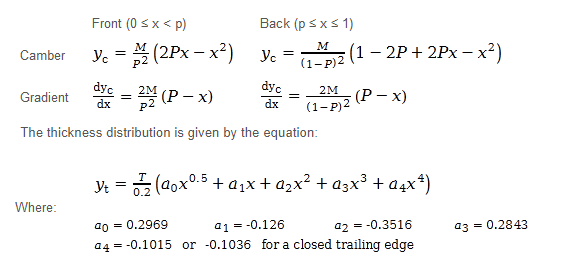 Front (0 ≤ x < p) Back (p ≤ x ≤ 1)
Camber y_c = M/P² (2Px − x²) y_c = M/(1−P)² (1 − 2P + 2Px − x²)
Gradient dy_c/dx = 2M/P² (P − x) dy_c/dx = 2M/(1−P)² (P − x)
The thickness distribution is given by the equation:
y_t = T/0.2 (a₀x^0.5 + a₁x + a₂x² + a₃x³ + a₄x⁴)
Where:
a₀ = 0.2969 a₁ = -0.126 a₂ = -0.3516 a₃ = 0.2843
a₄ = -0.1015 or -0.1036 for a closed trailing edge